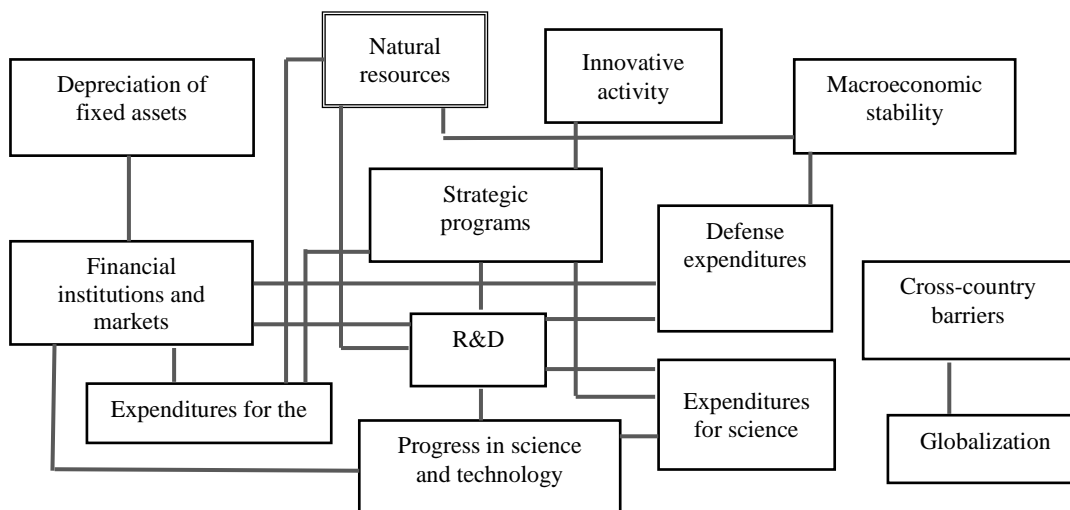 Natural
resources
Innovative
activity
Depreciation of
fixed assets
Macroeconomic
stability
Strategic
programs
Defense
expenditures
Financial
institutions and
markets
Cross-country
barriers
R&D
Expenditures for the
Expenditures
for science
Progress in science
and technology
Globalization